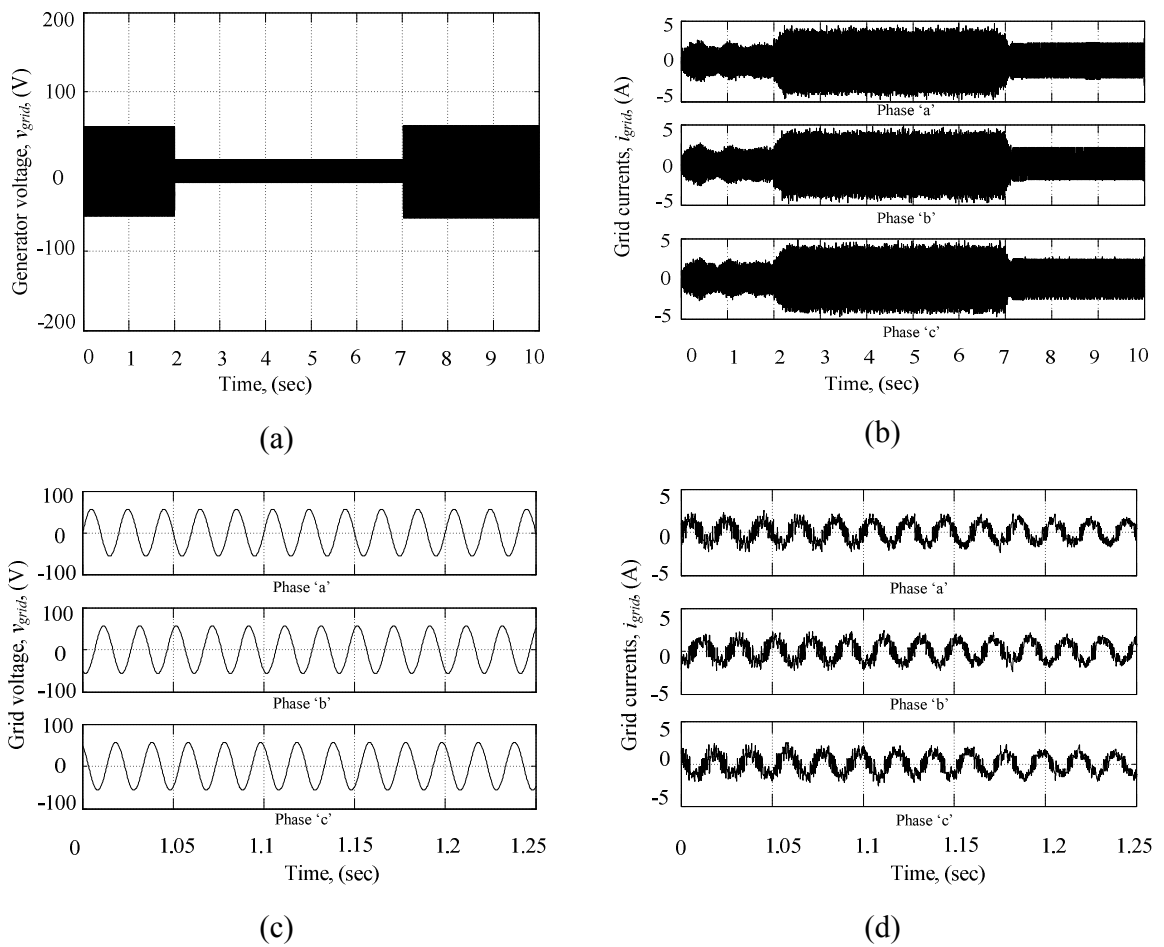 Generator voltage, v_grid, (V)
200
100
0
-100
-200
0 1 2 3 4 5 6 7 8 9 10
Time, (sec)
(a)
Grid currents, i_grid, (A)
5
0
-5
Phase ‘a’
5
0
-5
Phase ‘b’
5
0
-5
Phase ‘c’
0 1 2 3 4 5 6 7 8 9 10
Time, (sec)
(b)
Grid voltage, v_grid, (V)
100
0
-100
Phase ‘a’
100
0
-100
Phase ‘b’
100
0
-100
Phase ‘c’
0 1.05 1.1 1.15 1.2 1.25
Time, (sec)
(c)
Grid currents, i_grid, (A)
5
0
-5
Phase ‘a’
5
0
-5
Phase ‘b’
5
0
-5
Phase ‘c’
0 1.05 1.10 1.15 1.2 1.25
Time, (sec)
(d)